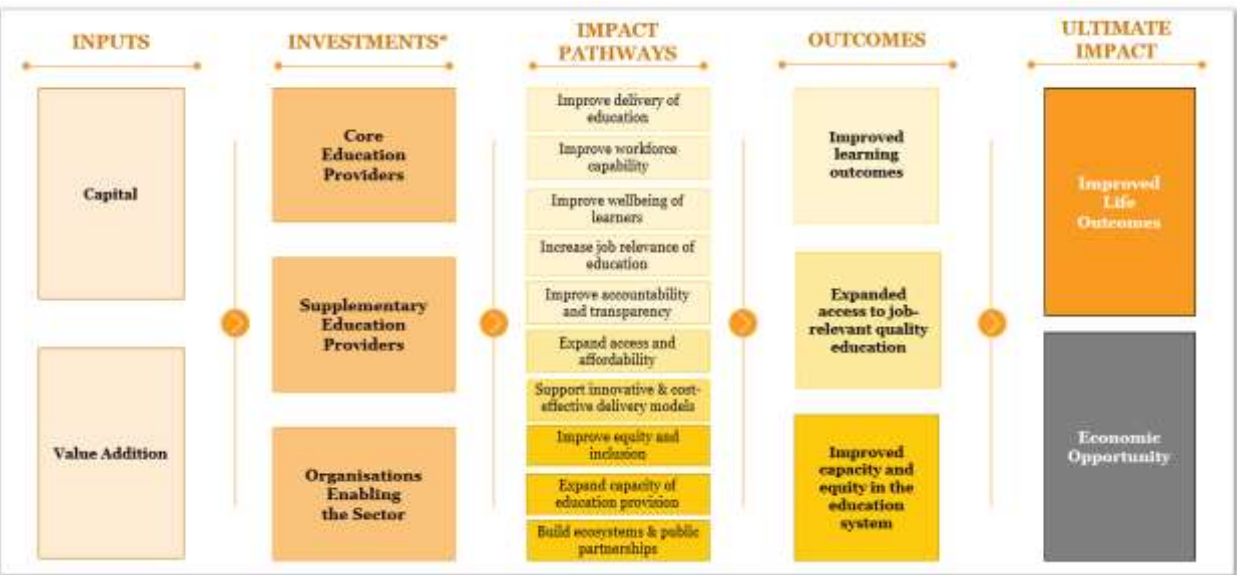 INPUTS
INVESTMENTS*
IMPACT
PATHWAYS
OUTCOMES
ULTIMATE
IMPACT
Capital
Value Addition
Core
Education
Providers
Supplementary
Education
Providers
Organisations
Enabling
the Sector
Improve delivery of
education
Improve workforce
capability
Improve wellbeing of
learners
Increase job relevance of
education
Improve accountability
and transparency
Expand access and
affordability
Support innovative & cost-
effective delivery models
Improve equity and
inclusion
Expand capacity of
education provision
Build ecosystems & public
partnerships
Improved
learning
outcomes
Expanded
access to job-
relevant quality
education
Improved
capacity and
equity in the
education
system
Improved
Life
Outcomes
Economic
Opportunity